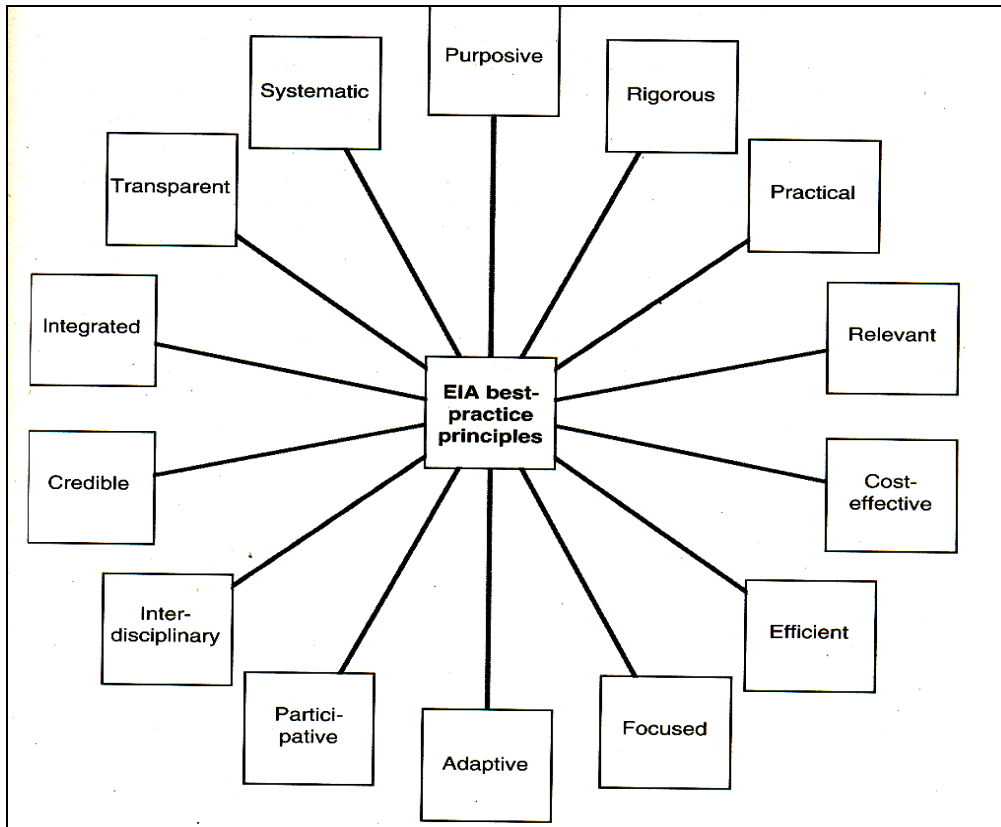 Purposive
Systematic
Rigorous
Transparent
Practical
Integrated
Relevant
EIA best-
practice
principles
Credible
Cost-
effective
Inter-
disciplinary
Efficient
Partici-
pative
Adaptive
Focused